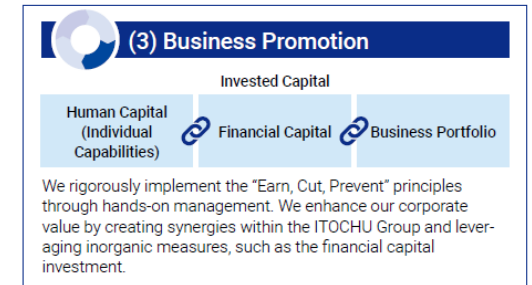 (3) Business Promotion
Invested Capital
Human Capital
(Individual
Capabilities)
Financial Capital
Business Portfolio
We rigorously implement the “Earn, Cut, Prevent” principles
through hands-on management. We enhance our corporate
value by creating synergies within the ITOCHU Group and lever-
aging inorganic measures, such as the financial capital
investment.